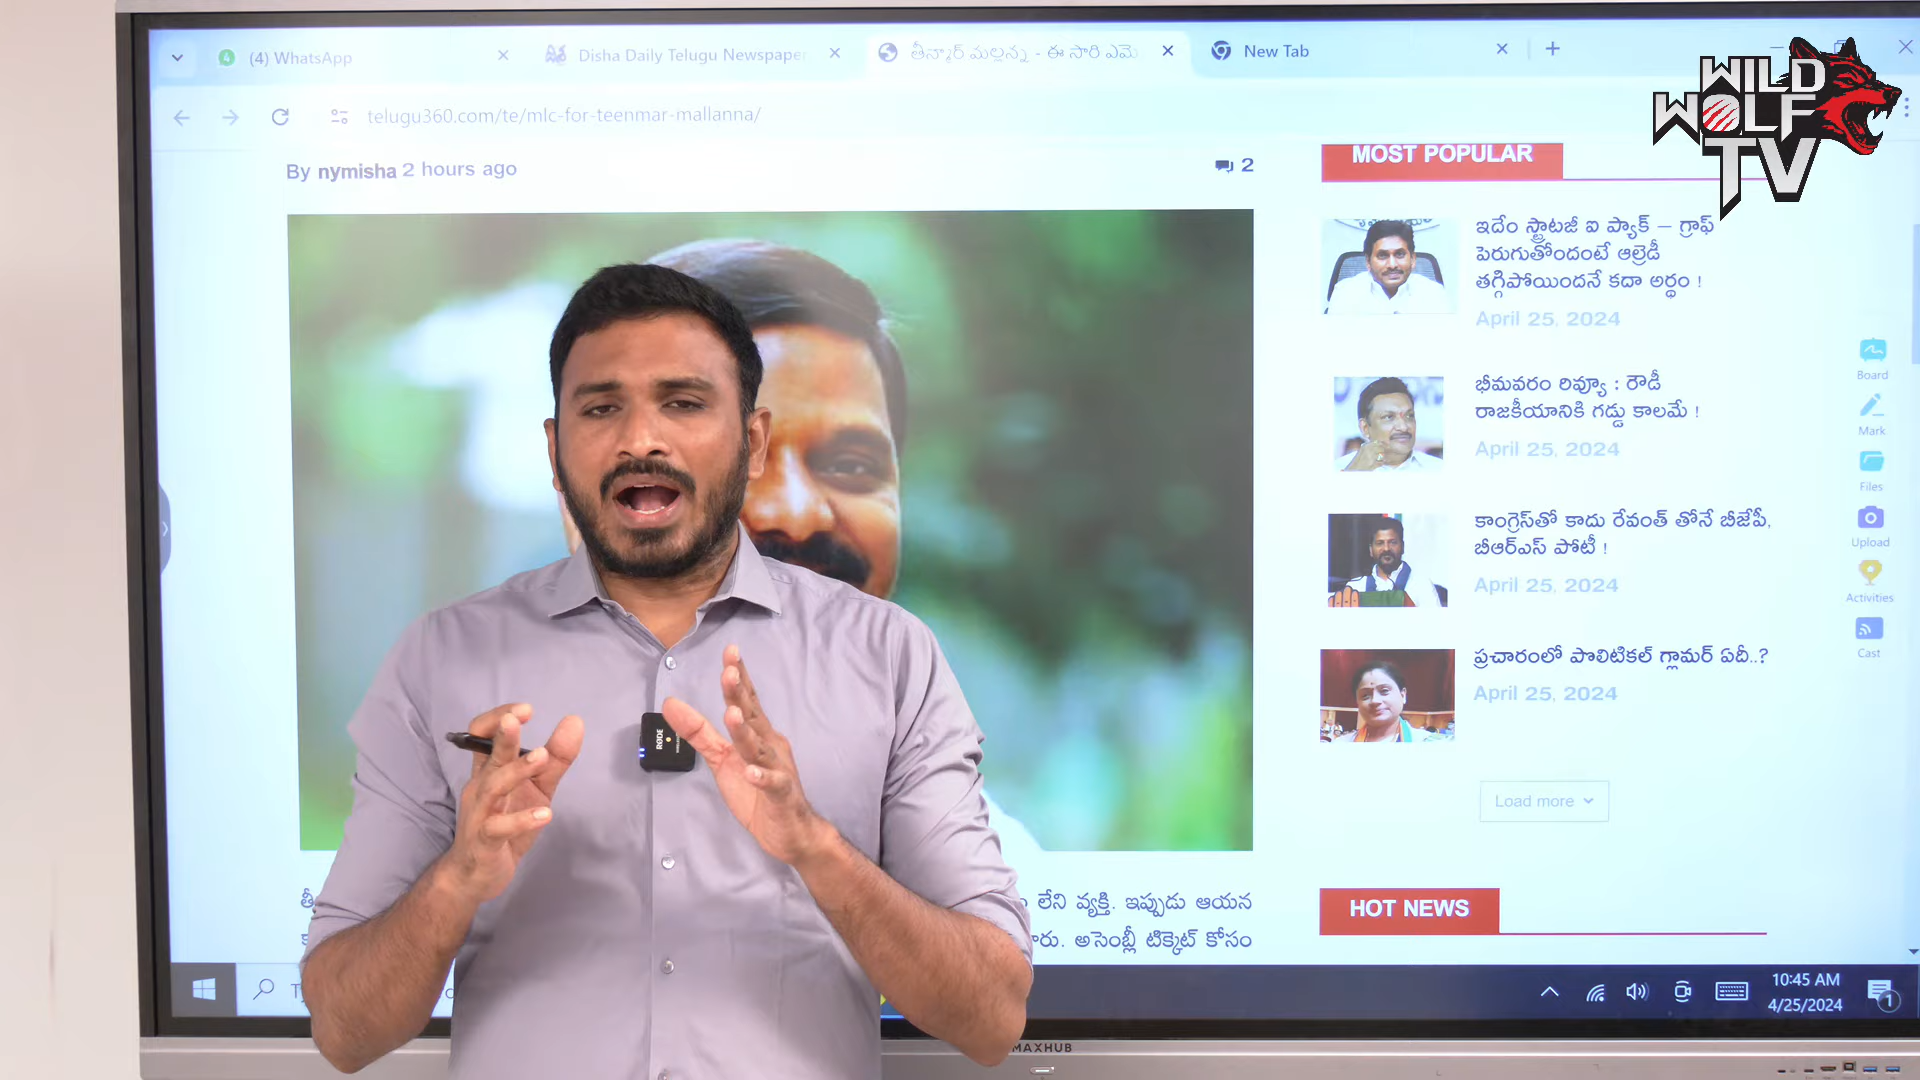 (4) WhatsApp
Disha Daily Telugu Newspaper
తీన్మార్ మల్లన్న - ఈ సారి ఎమె
New Tab
telugu360.com/te/mlc-for-teenmar-mallanna/
WILD
WOLF
TV
By nymisha 2 hours ago
2
MOST POPULAR
ఇదేం స్ట్రాటజీ ఐ ప్యాక్ – గ్రాఫ్
పెరుగుతోందంటే ఆల్రెడీ
తగ్గిపోయిందనే కదా అర్థం !
April 25, 2024
భీమవరం రివ్యూ : రౌడీ
రాజకీయానికి గడ్డు కాలమే !
April 25, 2024
కాంగ్రెస్‌తో కాదు రేవంత్ తోనే బీజేపీ,
బీఆర్ఎస్ పోటీ !
April 25, 2024
ప్రచారంలో పొలిటికల్ గ్లామర్ ఏదీ..?
April 25, 2024
Load more
HOT NEWS
Board
Mark
Files
Upload
Activities
Cast
RØDE
లేని వ్యక్తి. ఇప్పుడు ఆయన
అసెంబ్లీ టిక్కెట్ కోసం
10:45 AM
4/25/2024
1
MAXHUB